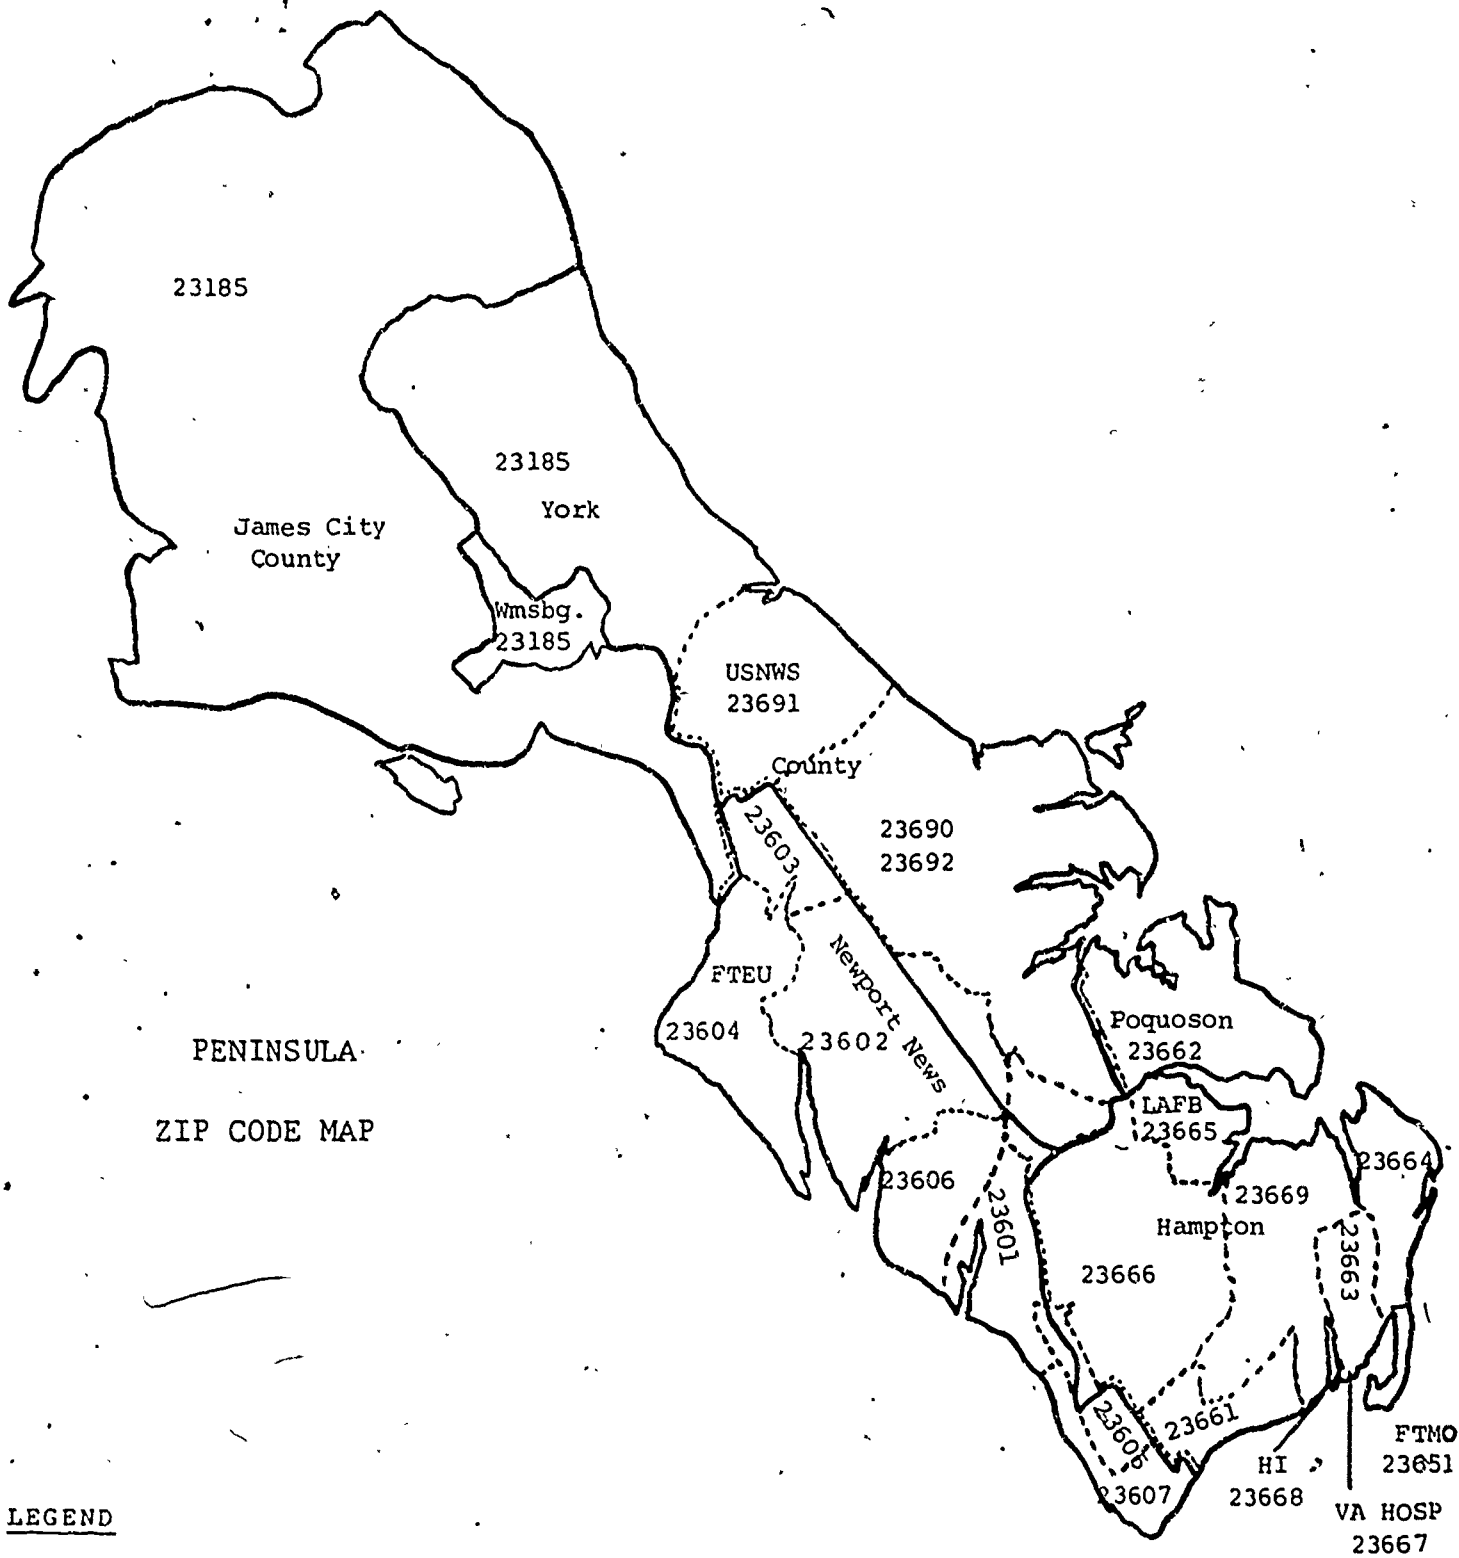 23185
23185
York
James City
County
Wmsbg.
23185
USNWS
23691
County
23603
23690
23692
Newport News
FTEU
23604
23602
Poquoson
23662
PENINSULA
ZIP CODE MAP
LAFB
23665
23664
23606
23601
23669
Hampton
23663
23666
23605
23661
23607
HI
23668
FTMO
23651
VA HOSP
23667
LEGEND